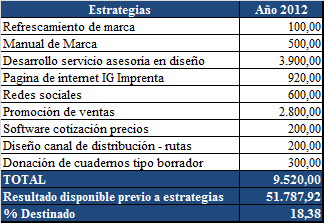 Estrategias Año 2012
Refrescamiento de marca 100,00
Manual de Marca 500,00
Desarrollo servicio asesoria en diseño 3.900,00
Pagina de internet IG Imprenta 920,00
Redes sociales 600,00
Promoción de ventas 2.800,00
Software cotización precios 200,00
Diseño canal de distribución - rutas 200,00
Donación de cuadernos tipo borrador 300,00
TOTAL 9.520,00
Resultado disponible previo a estrategias 51.787,92
% Destinado 18,38